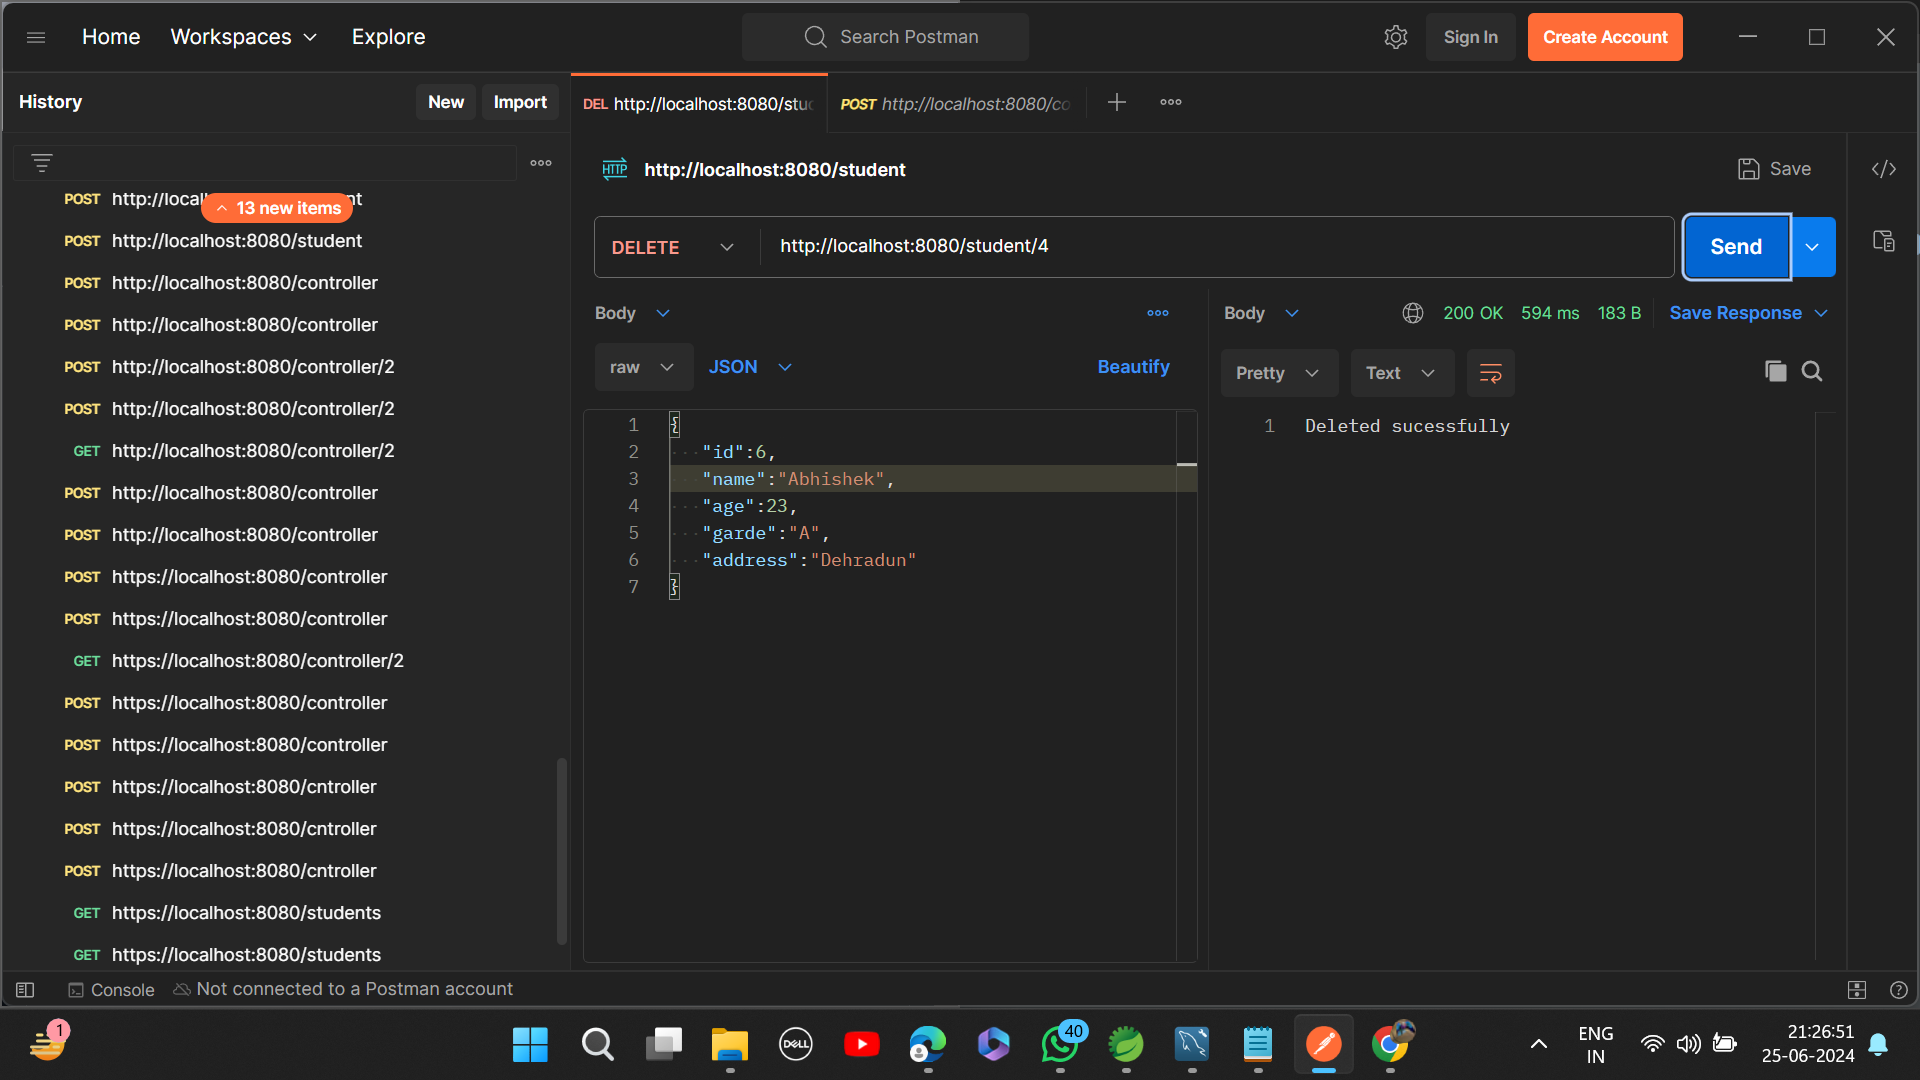 Home Workspaces Explore Search Postman Sign In Create Account
History New Import
DEL http://localhost:8080/stu
POST http://localhost:8080/co
http://localhost:8080/student Save
DELETE http://localhost:8080/student/4 Send
Body
raw JSON Beautify
1 {
2 "id":6,
3 "name":"Abhishek",
4 "age":23,
5 "garde":"A",
6 "address":"Dehradun"
7 }
Body 200 OK 594 ms 183 B Save Response
Pretty Text
1 Deleted sucessfully
13 new items
POST http://local nt
POST http://localhost:8080/student
POST http://localhost:8080/controller
POST http://localhost:8080/controller
POST http://localhost:8080/controller/2
POST http://localhost:8080/controller/2
GET http://localhost:8080/controller/2
POST http://localhost:8080/controller
POST http://localhost:8080/controller
POST https://localhost:8080/controller
POST https://localhost:8080/controller
GET https://localhost:8080/controller/2
POST https://localhost:8080/controller
POST https://localhost:8080/controller
POST https://localhost:8080/cntroller
POST https://localhost:8080/cntroller
POST https://localhost:8080/cntroller
GET https://localhost:8080/students
GET https://localhost:8080/students
Console Not connected to a Postman account
1
DELL
40
ENG
IN
21:26:51
25-06-2024